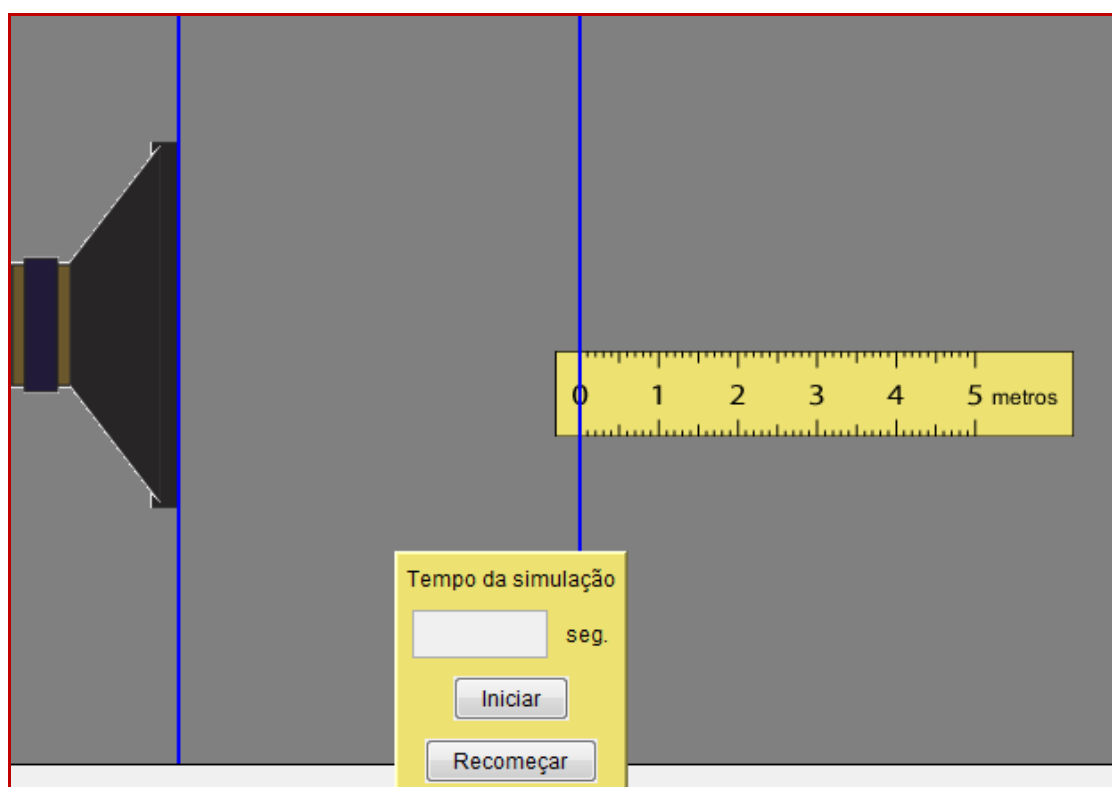 0 1 2 3 4 5 metros
Tempo da simulação
seg.
Iniciar
Recomeçar